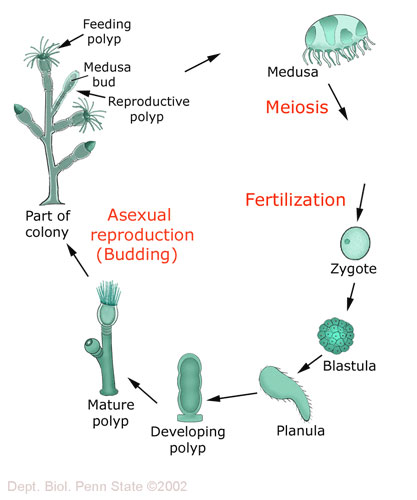 Feeding
polyp
Medusa
bud
Reproductive
polyp
Medusa
Meiosis
Fertilization
Zygote
Blastula
Planula
Developing
polyp
Mature
polyp
Asexual
reproduction
(Budding)
Part of
colony
Dept. Biol. Penn State ©2002